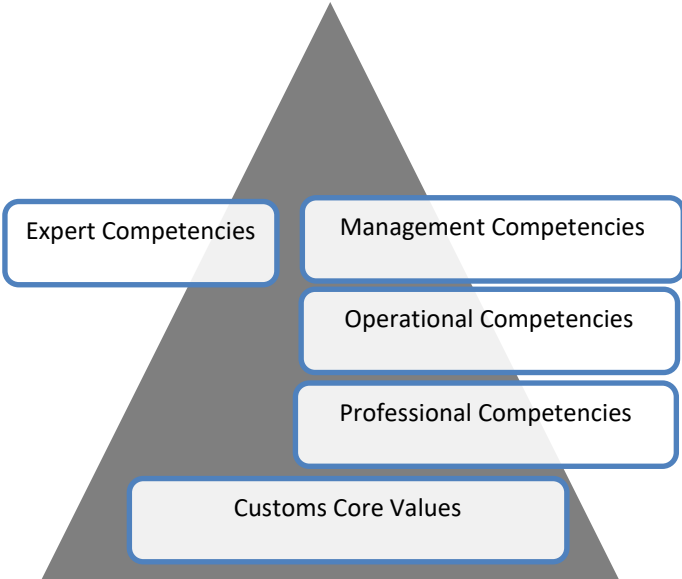 Expert Competencies
Management Competencies
Operational Competencies
Professional Competencies
Customs Core Values